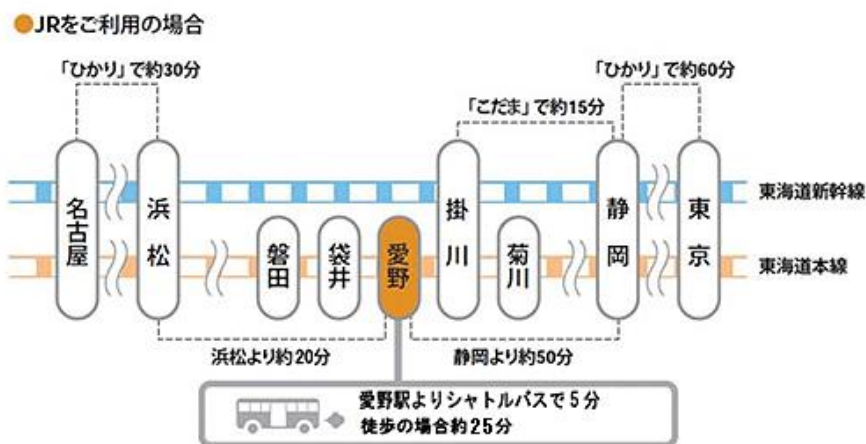 ●JRをご利用の場合
「ひかり」で約30分
「ひかり」で約60分
「こだま」で約15分
名古屋
浜松
磐田
袋井
愛野
掛川
菊川
静岡
東京
東海道新幹線
東海道本線
浜松より約20分
静岡より約50分
愛野駅よりシャトルバスで5分
徒歩の場合約25分